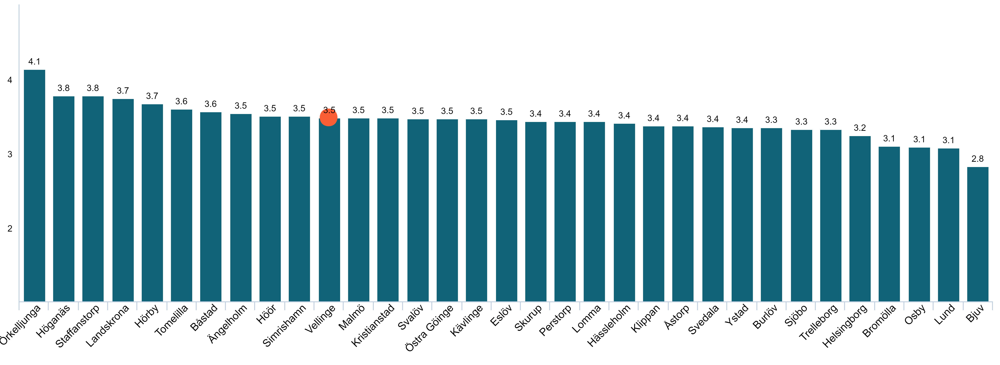 4.1
3.8
3.8
3.7
3.7
3.6
3.6
3.5
3.5
3.5
3.5
3.5
3.5
3.5
3.5
3.5
3.5
3.4
3.4
3.4
3.4
3.4
3.4
3.4
3.4
3.3
3.3
3.3
3.2
3.1
3.1
3.1
2.8
4
3
2
Örkelljunga
Höganäs
Staffanstorp
Landskrona
Hörby
Tomelilla
Båstad
Ängelholm
Höör
Simrishamn
Vellinge
Malmö
Kristianstad
Svalöv
Östra Göinge
Kävlinge
Eslöv
Skurup
Perstorp
Lomma
Hässleholm
Klippan
Åstorp
Svedala
Ystad
Burlöv
Sjöbo
Trelleborg
Helsingborg
Bromölla
Osby
Lund
Bjuv